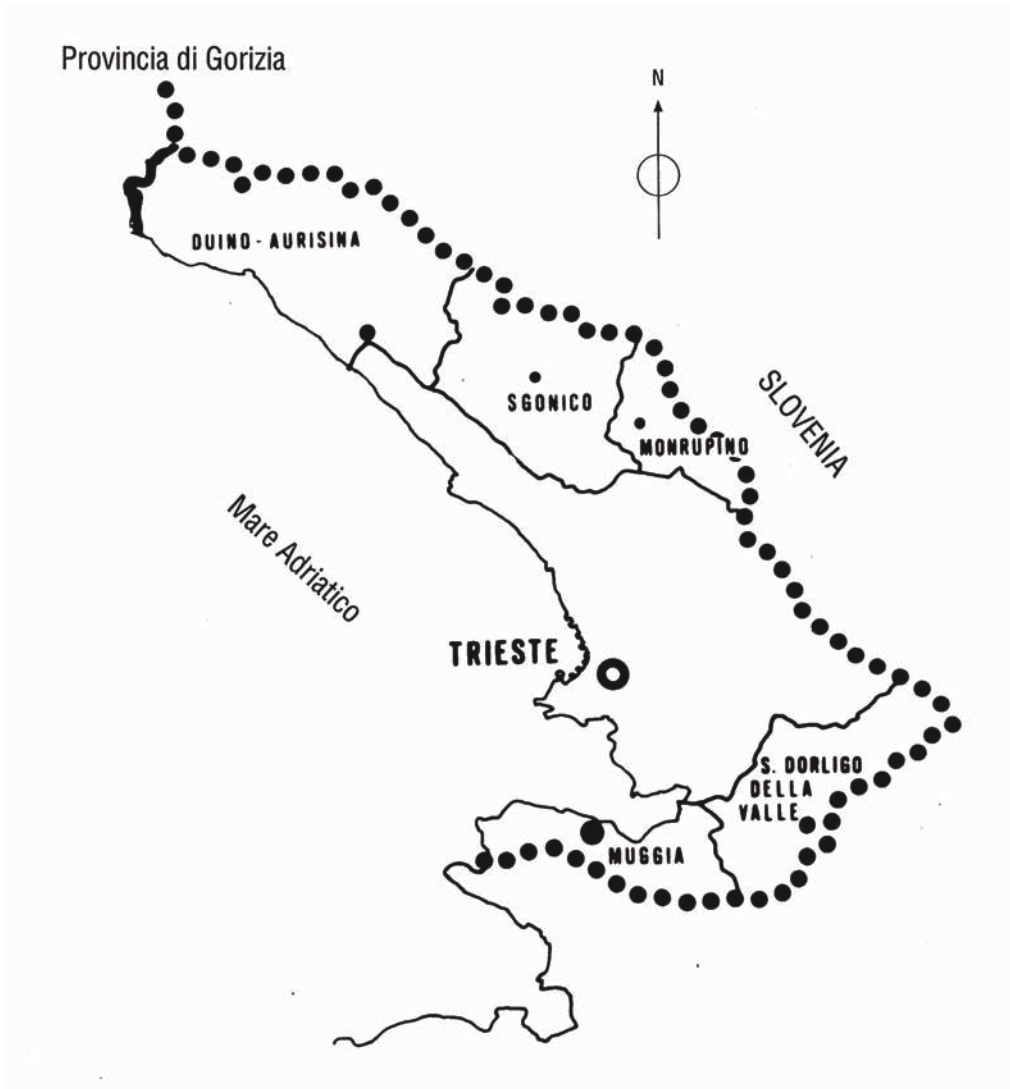 Provincia di Gorizia
N
DUINO - AURISINA
SLOVENIA
SGONICO
MONRUPINO
Mare Adriatico
TRIESTE
S. DORLIGO
DELLA
VALLE
MUGGIA